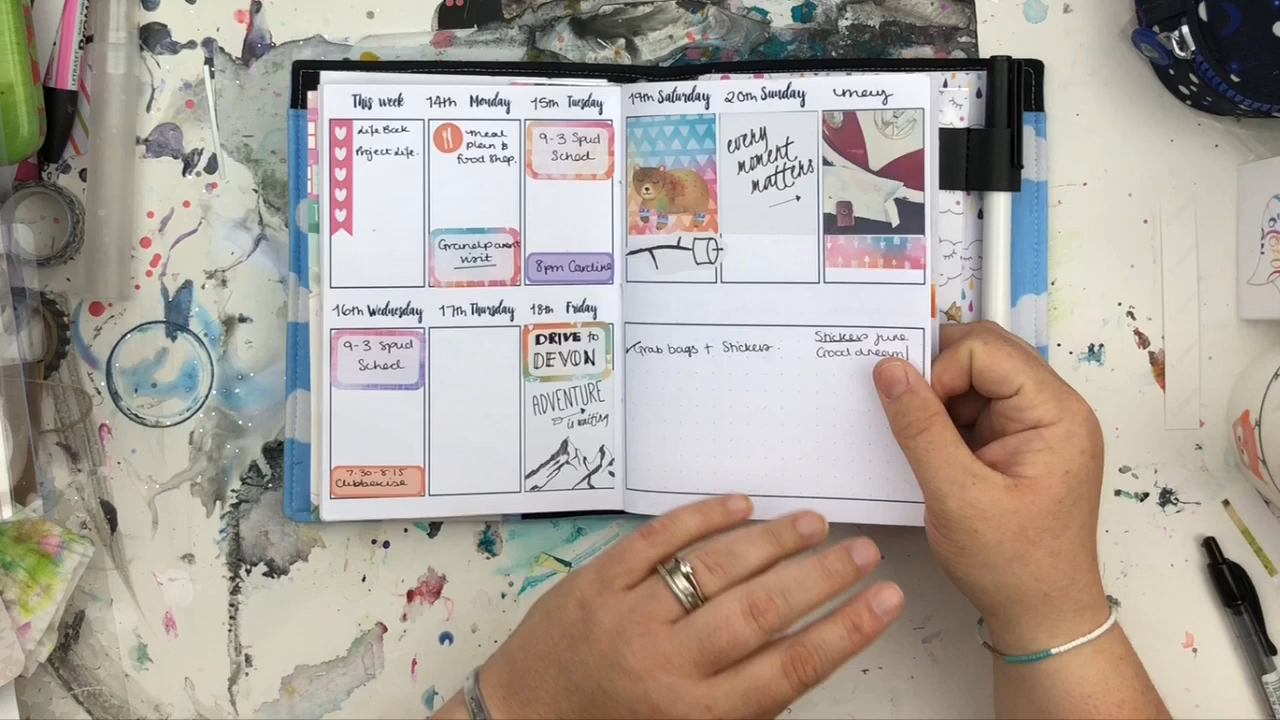 This week
Life Book
Project Life.
14th Monday
meal
plan &
food shop.
Grandparent
visit
15th Tuesday
9-3 Spud
Sched
8pm Caroline
16th Wednesday
9-3 Spud
Sched
7.30-8.15
Clubbercise
17th Thursday
18th Friday
DRIVE to
DEVON
ADVENTURE
is waiting
19th Saturday
20th Sunday
every
moment
matters
may
Grab bags + Stickers.
Stickers June